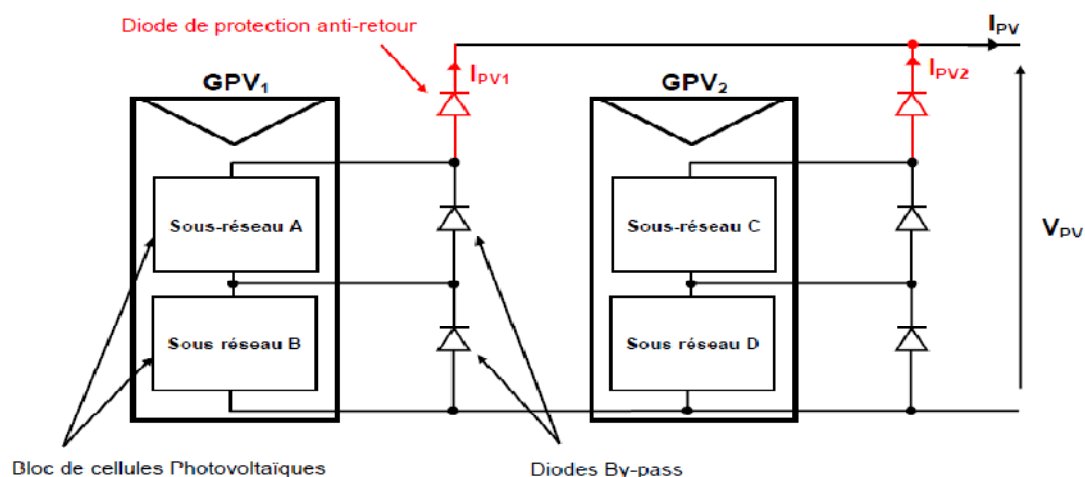 Diode de protection anti-retour
IPV
GPV1
IPV1
GPV2
IPV2
Sous-réseau A
Sous-réseau C
VPV
Sous réseau B
Sous réseau D
Bloc de cellules Photovoltaïques
Diodes By-pass